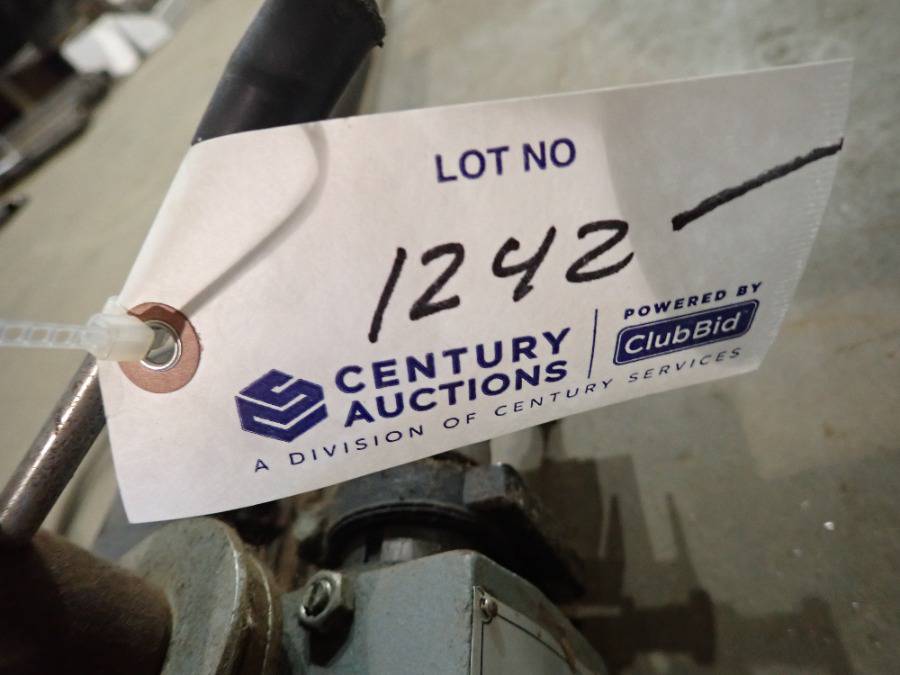 LOT NO
1242 —
CENTURY AUCTIONS
POWERED BY
ClubBid
A DIVISION OF CENTURY SERVICES